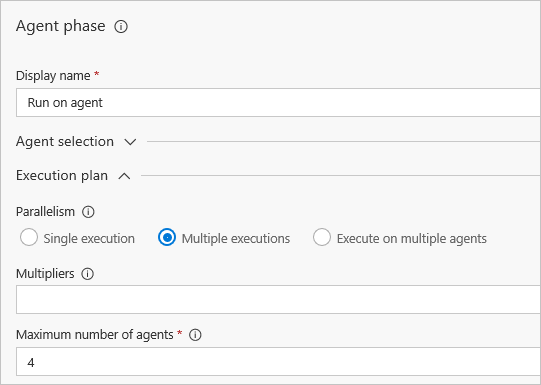 Agent phase
Display name *
Run on agent
Agent selection
Execution plan
Parallelism
Single execution Multiple executions Execute on multiple agents
Multipliers
Maximum number of agents *
4